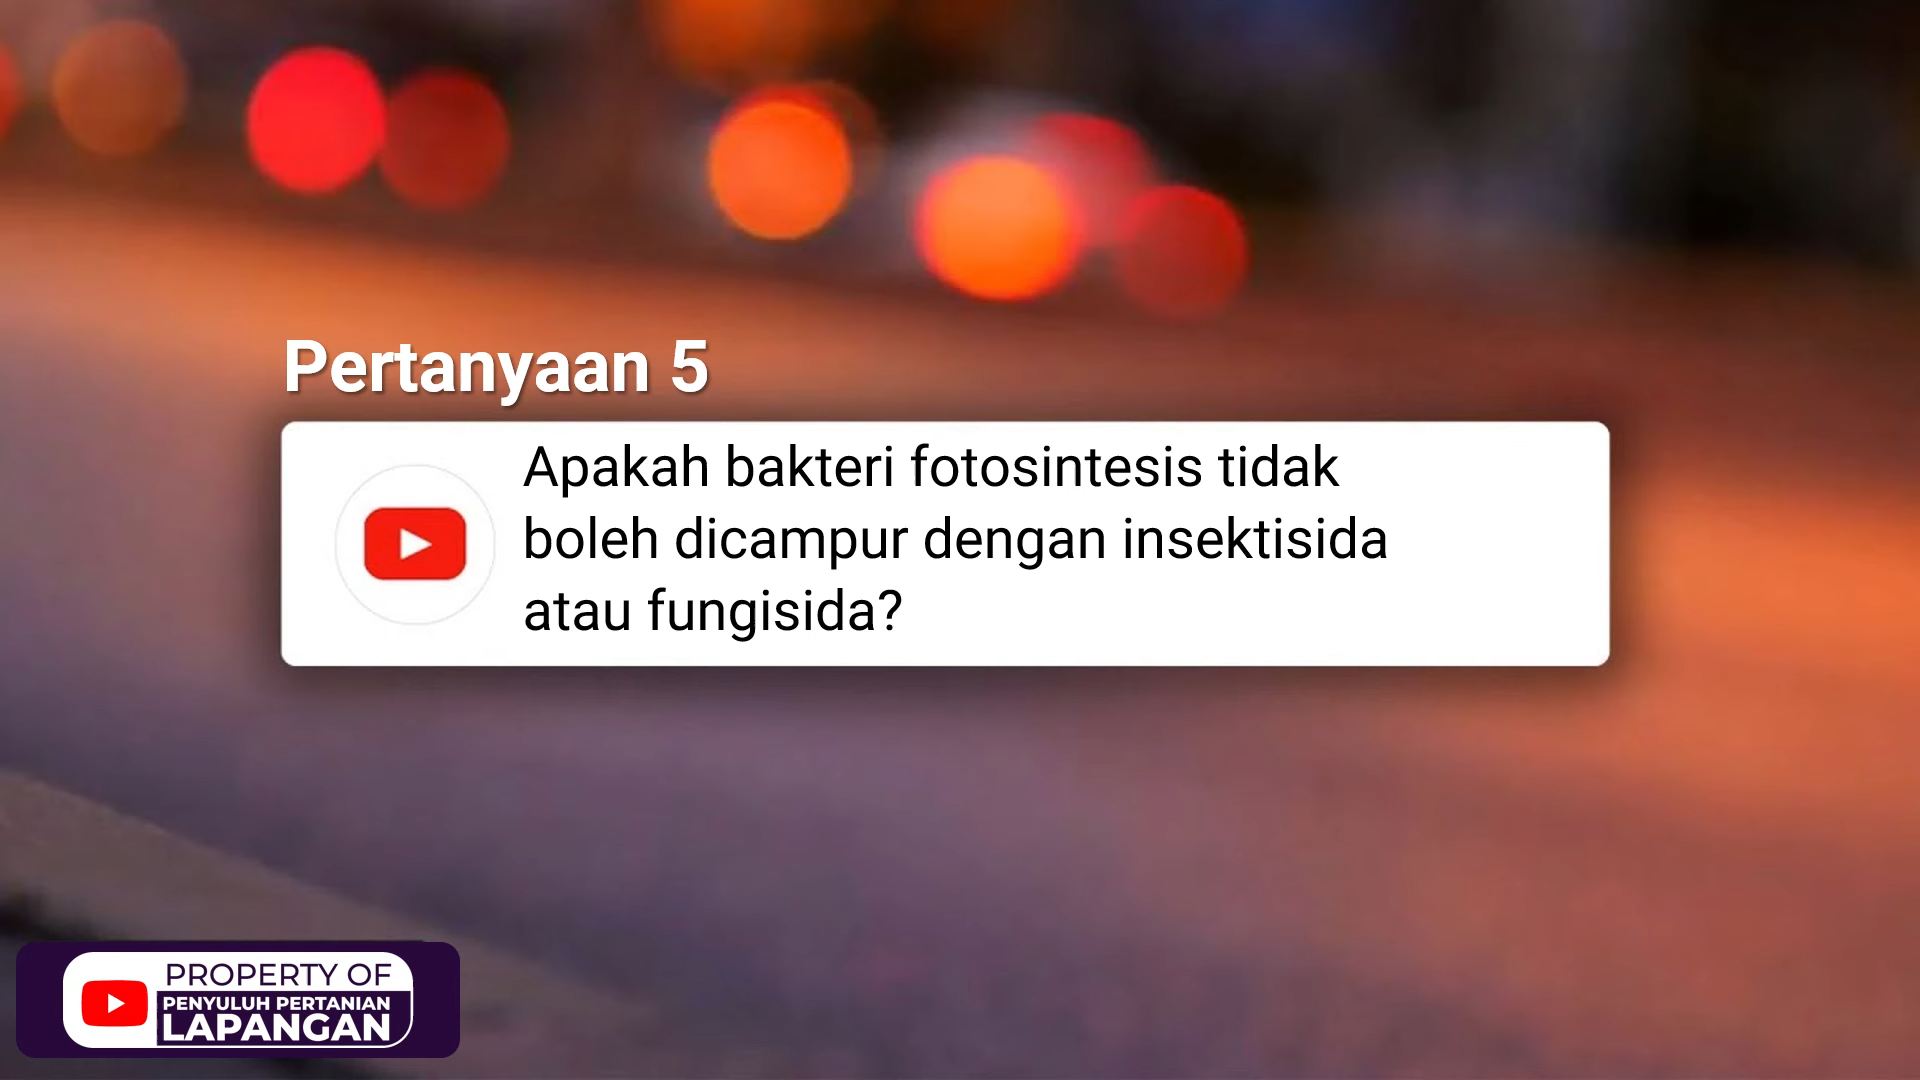 Pertanyaan 5
Apakah bakteri fotosintesis tidak
boleh dicampur dengan insektisida
atau fungisida?
PROPERTY OF
PENYULUH PERTANIAN
LAPANGAN